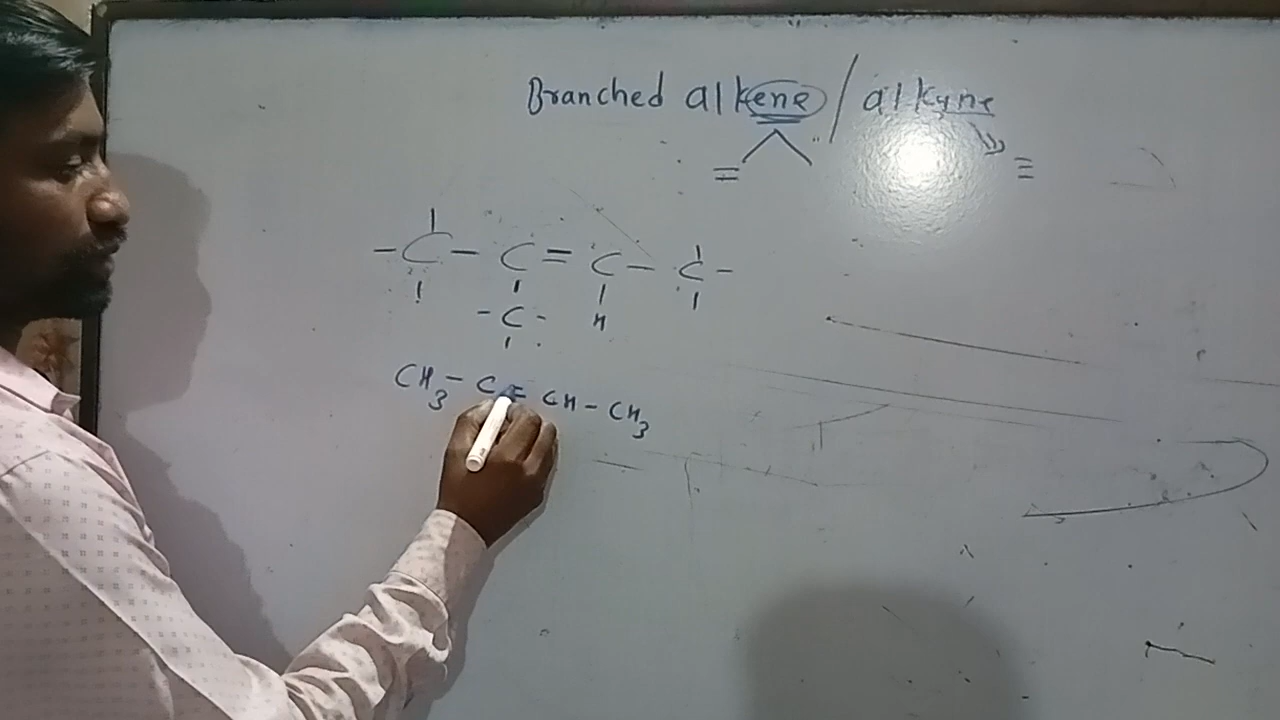 Branched alkene / alkyne
= ≡
- C - C = C - C -
- C - H
CH3 - C = CH - CH3